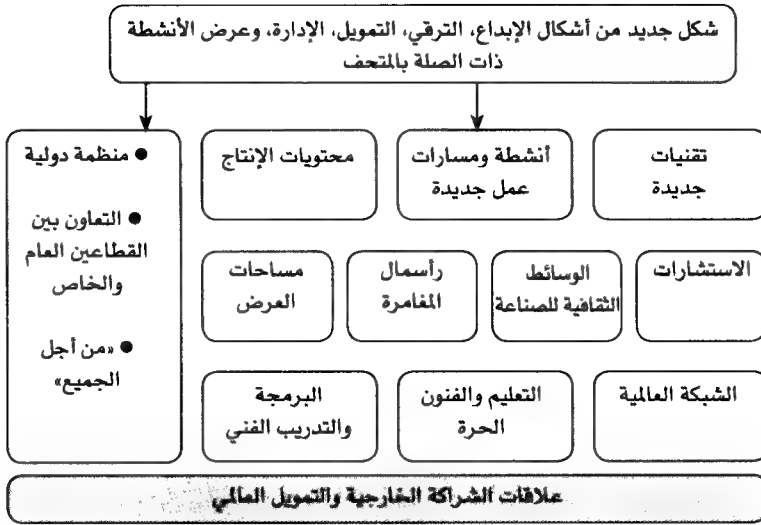 شكل جديد من أشكال الإبداع، الترقي، التمويل، الإدارة، وعرض الأنشطة
ذات الصلة بالمتحف
تقنيات
جديدة
أنشطة ومسارات
عمل جديدة
محتويات الإنتاج
● منظمة دولية
● التعاون بين
القطاعين العام
والخاص
● «من أجل
الجميع»
الاستشارات
الوسائط
الثقافية للصناعة
رأسمال
المغامرة
مساحات
العرض
الشبكة العالمية
التعليم والفنون
الحرة
البرمجة
والتدريب الفني
علاقات الشراكة الخارجية والتمويل العالمي